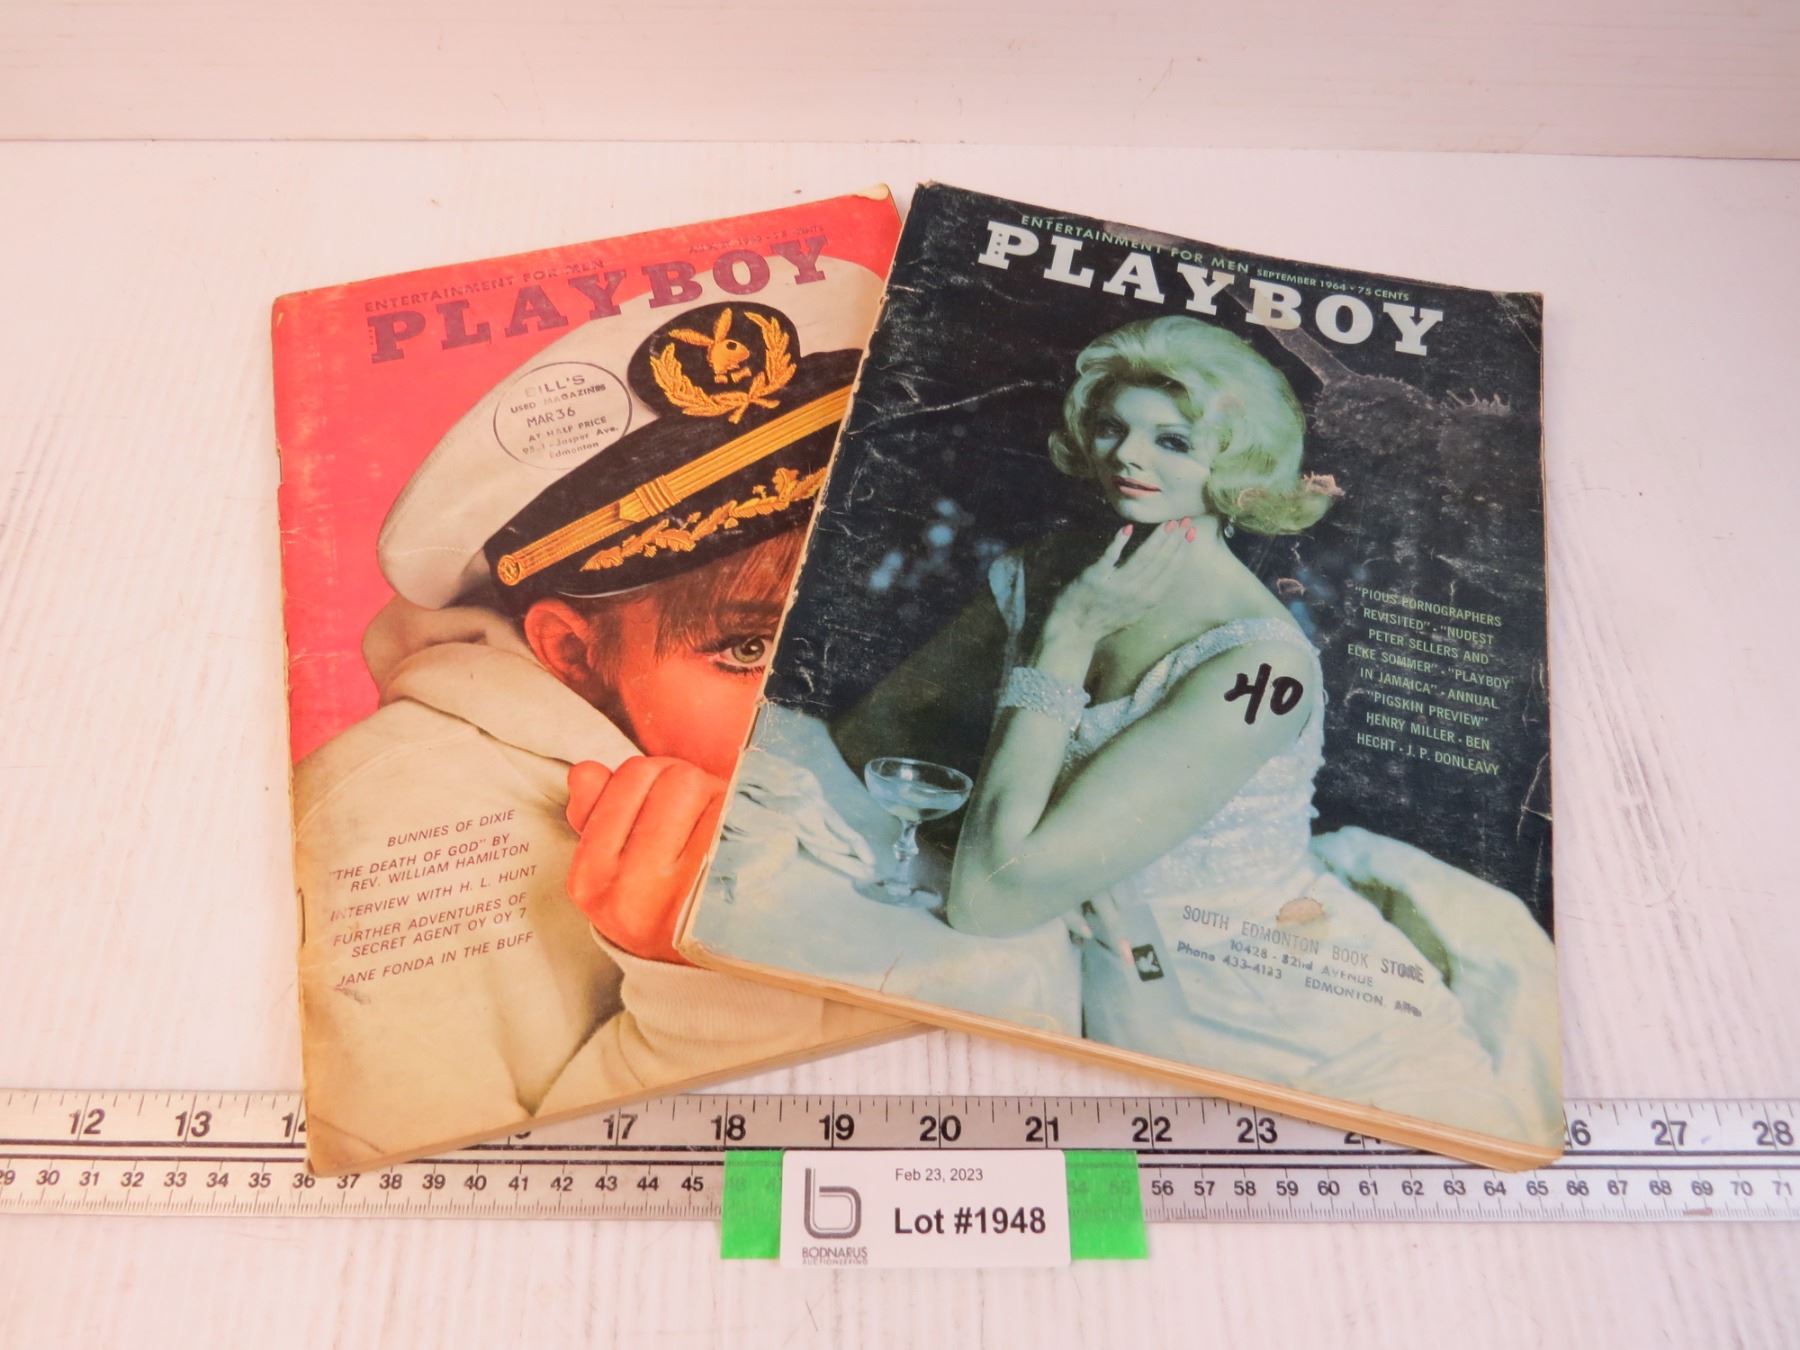 ENTERTAINMENT FOR MEN
PLAYBOY
BILL'S
USED MAGAZINES
MAR 36
AT HALF PRICE
Jasper Ave.
Edmonton
BUNNIES OF DIXIE
"THE DEATH OF GOD" BY
REV. WILLIAM HAMILTON
INTERVIEW WITH H. L. HUNT
FURTHER ADVENTURES OF
SECRET AGENT OY OY 7
JANE FONDA IN THE BUFF
ENTERTAINMENT FOR MEN SEPTEMBER 1964 • 75 CENTS
PLAYBOY
"PIOUS PORNOGRAPHERS
REVISITED" • "NUDEST
PETER SELLERS AND
ELKE SOMMER" • "PLAYBOY
IN JAMAICA" • ANNUAL
"PIGSKIN PREVIEW"
HENRY MILLER • BEN
HECHT • J. P. DONLEAVY
40
SOUTH EDMONTON BOOK STORE
10428 - 82nd AVENUE
Phone 433-4133 EDMONTON, Alta.
12 13 17 18 19 20 21 22 23 27 28
29 30 31 32 33 34 35 36 37 38 39 40 41 42 43 44 45 56 57 58 59 60 61 62 63 64 65 66 67 68 69 70 71
Feb 23, 2023
Lot #1948
BODNARUS
AUCTIONEERING